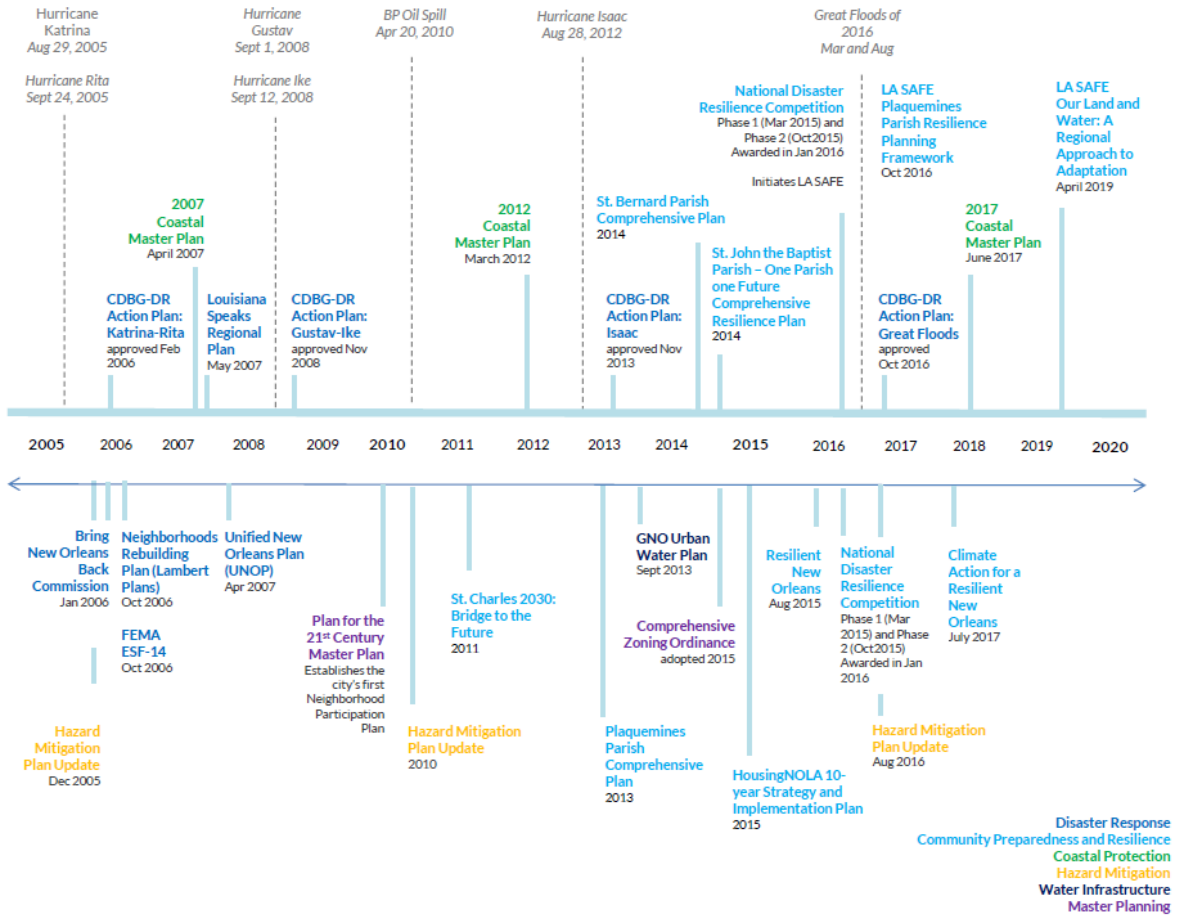 Hurricane
Katrina
Aug 29, 2005
Hurricane Rita
Sept 24, 2005
Hurricane
Gustav
Sept 1, 2008
Hurricane Ike
Sept 12, 2008
BP Oil Spill
Apr 20, 2010
Hurricane Isaac
Aug 28, 2012
Great Floods of
2016
Mar and Aug
2007
Coastal
Master Plan
April 2007
CDBG-DR
Action Plan:
Katrina-Rita
approved Feb
2006
Louisiana
Speaks
Regional
Plan
May 2007
CDBG-DR
Action Plan:
Gustav-Ike
approved Nov
2008
2012
Coastal
Master Plan
March 2012
St. Bernard Parish
Comprehensive Plan
2014
CDBG-DR
Action Plan:
Isaac
approved Nov
2013
National Disaster
Resilience Competition
Phase 1 (Mar 2015) and
Phase 2 (Oct2015)
Awarded in Jan 2016
Initiates LA SAFE
St. John the Baptist
Parish – One Parish
one Future
Comprehensive
Resilience Plan
2014
LA SAFE
Plaquemines
Parish Resilience
Planning
Framework
Oct 2016
CDBG-DR
Action Plan:
Great Floods
approved
Oct 2016
2017
Coastal
Master Plan
June 2017
LA SAFE
Our Land and
Water: A
Regional
Approach to
Adaptation
April 2019
2005 2006 2007 2008 2009 2010 2011 2012 2013 2014 2015 2016 2017 2018 2019 2020
Bring
New Orleans
Back
Commission
Jan 2006
Neighborhoods
Rebuilding
Plan (Lambert
Plans)
Oct 2006
FEMA
ESF-14
Oct 2006
Unified New
Orleans Plan
(UNOP)
Apr 2007
Hazard
Mitigation
Plan Update
Dec 2005
Plan for the
21st Century
Master Plan
Establishes the
city's first
Neighborhood
Participation
Plan
Hazard Mitigation
Plan Update
2010
St. Charles 2030:
Bridge to the
Future
2011
Plaquemines
Parish
Comprehensive
Plan
2013
GNO Urban
Water Plan
Sept 2013
Comprehensive
Zoning Ordinance
adopted 2015
HousingNOLA 10-
year Strategy and
Implementation Plan
2015
Resilient
New
Orleans
Aug 2015
National
Disaster
Resilience
Competition
Phase 1 (Mar
2015) and Phase
2 (Oct2015)
Awarded in Jan
2016
Hazard Mitigation
Plan Update
Aug 2016
Climate
Action for a
Resilient
New
Orleans
July 2017
Disaster Response
Community Preparedness and Resilience
Coastal Protection
Hazard Mitigation
Water Infrastructure
Master Planning